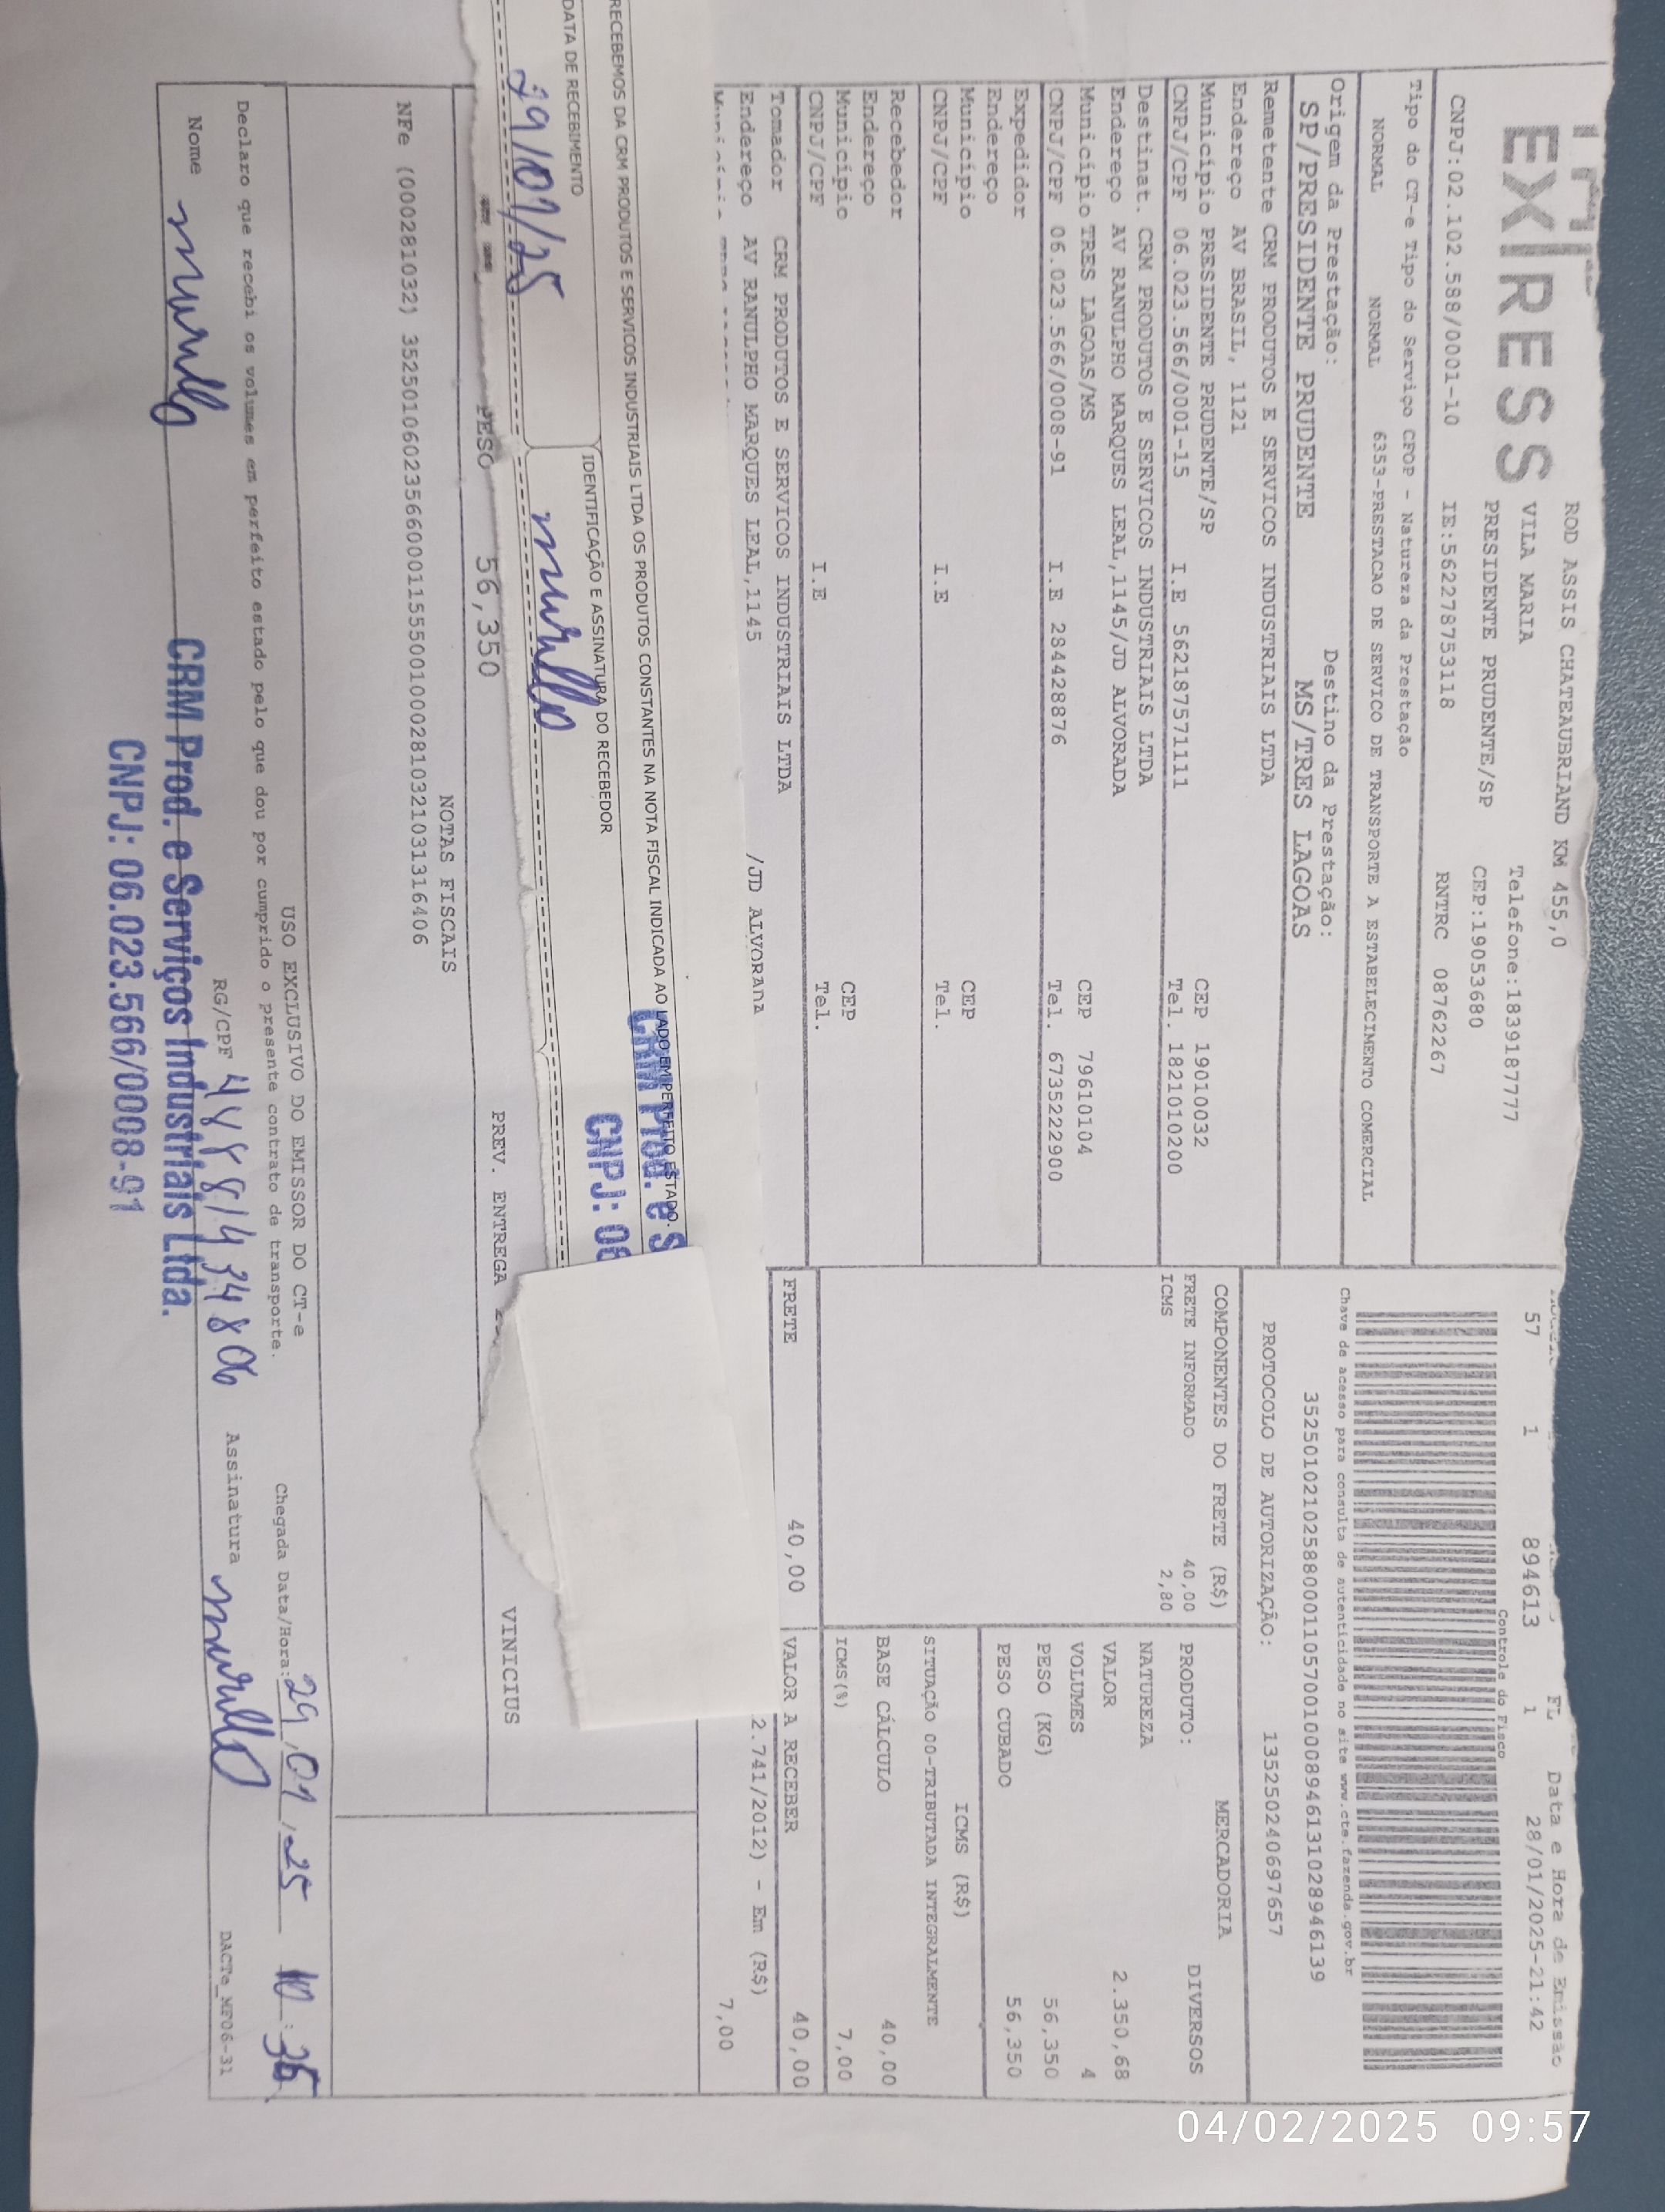 EXPRESS
ROD ASSIS CHATEAUBRIAND KM 455,0
VILA MARIA Telefone:1839187777
PRESIDENTE PRUDENTE/SP CEP:19053680
CNPJ:02.102.588/0001-10 IE:562278753118 RNTRC 08762267
FL Data e Hora de Emissão
57 1 894613 1 28/01/2025-21:42
Controle do Fisco
Tipo do CT-e Tipo do Serviço CFOP - Natureza da Prestação
NORMAL NORMAL 6353-PRESTACAO DE SERVICO DE TRANSPORTE A ESTABELECIMENTO COMERCIAL
Chave de acesso para consulta de autenticidade no site www.cte.fazenda.gov.br
35250102102588000110570010008946131028946139
Origem da Prestação: Destino da Prestação:
SP/PRESIDENTE PRUDENTE MS/TRES LAGOAS
PROTOCOLO DE AUTORIZAÇÃO: 135250240697657
Remetente CRM PRODUTOS E SERVICOS INDUSTRIAIS LTDA
Endereço AV BRASIL, 1121
Município PRESIDENTE PRUDENTE/SP CEP 19010032
CNPJ/CPF 06.023.566/0001-15 I.E 562187571111 Tel. 1821010200
Destinat. CRM PRODUTOS E SERVICOS INDUSTRIAIS LTDA
Endereço AV RANULPHO MARQUES LEAL,1145/JD ALVORADA
Município TRES LAGOAS/MS CEP 79610104
CNPJ/CPF 06.023.566/0008-91 I.E 284428876 Tel. 6735222900
Expedidor
Endereço
Município CEP
CNPJ/CPF I.E Tel.
Recebedor
Endereço
Município CEP
CNPJ/CPF I.E Tel.
Tomador CRM PRODUTOS E SERVICOS INDUSTRIAIS LTDA
Endereço AV RANULPHO MARQUES LEAL,1145 /JD ALVORADA
COMPONENTES DO FRETE (R$)
FRETE INFORMADO 40,00
ICMS 2,80
MERCADORIA
PRODUTO: DIVERSOS
NATUREZA
VALOR 2.350,68
VOLUMES 4
PESO (KG) 56,350
PESO CUBADO 56,350
ICMS (R$)
SITUAÇÃO 00-TRIBUTADA INTEGRALMENTE
BASE CÁLCULO 40,00
ICMS(%) 7,00
FRETE 40,00 VALOR A RECEBER 40,00
2.741/2012) - Em (R$)
7,00
RECEBEMOS DA CRM PRODUTOS E SERVICOS INDUSTRIAIS LTDA OS PRODUTOS CONSTANTES NA NOTA FISCAL INDICADA AO LADO EM PERFEITO ESTADO.
CRM Prod. e S
CNPJ: 06
DATA DE RECEBIMENTO IDENTIFICAÇÃO E ASSINATURA DO RECEBEDOR
29/01/25 murillo
PESO 56,350 PREV. ENTREGA VINICIUS
NOTAS FISCAIS
NFe (000281032) 35250106023566000115550010002810321031316406
USO EXCLUSIVO DO EMISSOR DO CT-e
Declaro que recebi os volumes em perfeito estado pelo que dou por cumprido o presente contrato de transporte.
Chegada Data/Hora: 29/01/25 10:35
Nome murillo RG/CPF 48881434806 Assinatura murillo
DACTe_MF06-31
CRM Prod. e Serviços Industriais Ltda.
CNPJ: 06.023.566/0008-91
04/02/2025 09:57